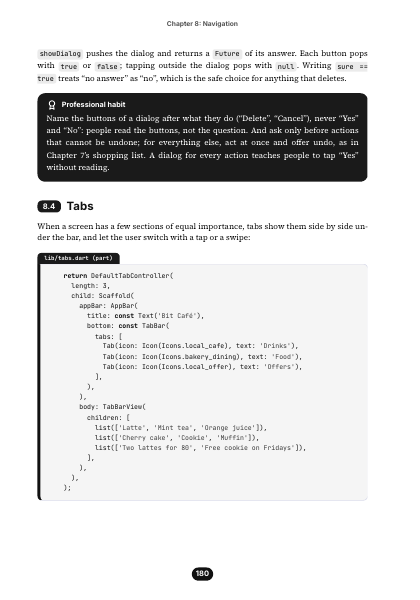 Chapter 8: Navigation
showDialog pushes the dialog and returns a Future of its answer. Each button pops
with true or false; tapping outside the dialog pops with null. Writing sure ==
true treats “no answer” as “no”, which is the safe choice for anything that deletes.
Professional habit
Name the buttons of a dialog after what they do (“Delete”, “Cancel”), never “Yes”
and “No”: people read the buttons, not the question. And ask only before actions
that cannot be undone; for everything else, act at once and offer undo, as in
Chapter 7’s shopping list. A dialog for every action teaches people to tap “Yes”
without reading.
8.4 Tabs
When a screen has a few sections of equal importance, tabs show them side by side un-
der the bar, and let the user switch with a tap or a swipe:
lib/tabs.dart (part)
return DefaultTabController(
length: 3,
child: Scaffold(
appBar: AppBar(
title: const Text('Bit Café'),
bottom: const TabBar(
tabs: [
Tab(icon: Icon(Icons.local_cafe), text: 'Drinks'),
Tab(icon: Icon(Icons.bakery_dining), text: 'Food'),
Tab(icon: Icon(Icons.local_offer), text: 'Offers'),
],
),
),
body: TabBarView(
children: [
list(['Latte', 'Mint tea', 'Orange juice']),
list(['Cherry cake', 'Cookie', 'Muffin']),
list(['Two lattes for 80', 'Free cookie on Fridays']),
],
),
),
);
180